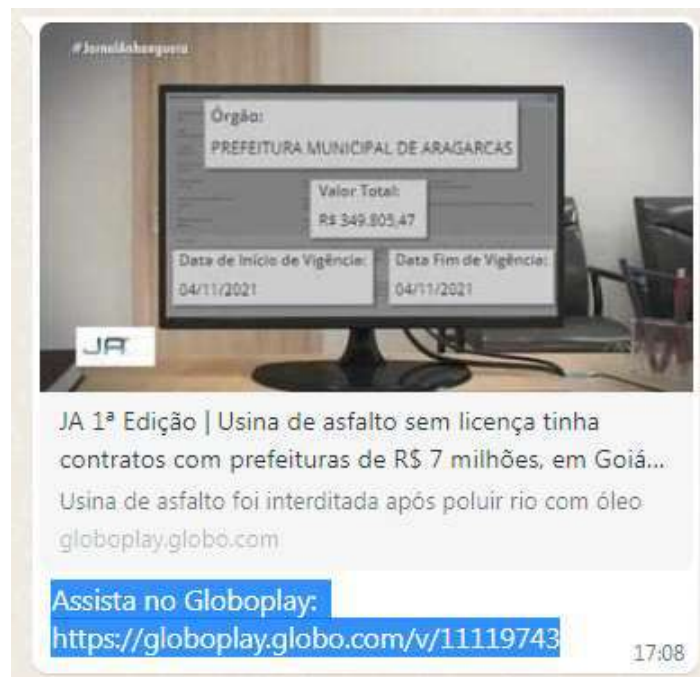 #JornalAnhanguera
Órgão:
PREFEITURA MUNICIPAL DE ARAGARCAS
Valor Total:
R$ 349.805,47
Data de Início de Vigência:
04/11/2021
Data Fim de Vigência:
04/11/2021
JA
JA 1ª Edição | Usina de asfalto sem licença tinha
contratos com prefeituras de R$ 7 milhões, em Goiá...
Usina de asfalto foi interditada após poluir rio com óleo
globoplay.globo.com
Assista no Globoplay:
https://globoplay.globo.com/v/11119743
17:08